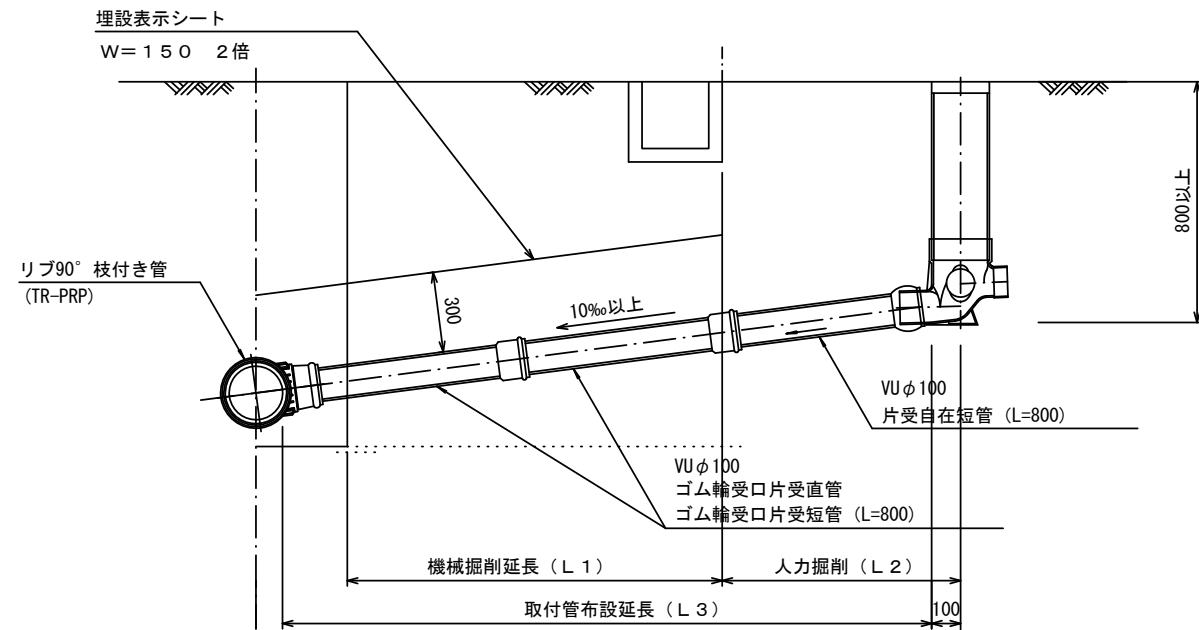 埋設表示シート
W=150 2倍
800以上
リブ90° 枝付き管
(TR-PRP)
300
10‰以上
VUφ100
片受自在短管 (L=800)
VUφ100
ゴム輪受口片受直管
ゴム輪受口片受短管 (L=800)
機械掘削延長(L1)
人力掘削(L2)
取付管布設延長(L3)
100